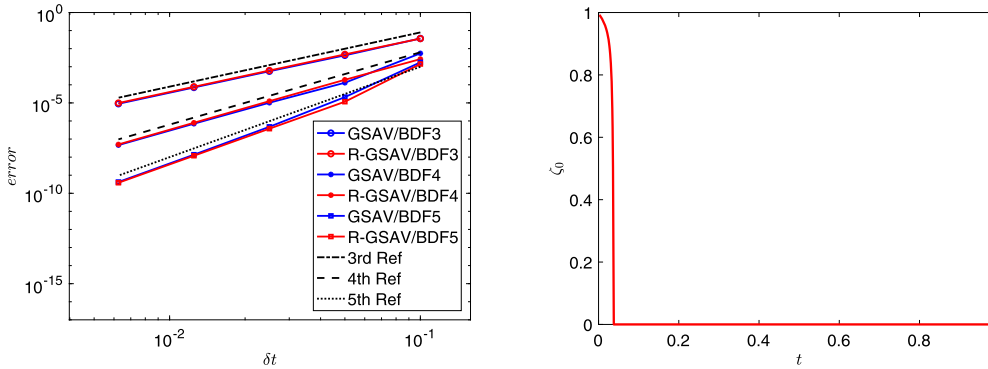 10^0
10^-5
10^-10
10^-15
error
10^-2
10^-1
δt
GSAV/BDF3
R-GSAV/BDF3
GSAV/BDF4
R-GSAV/BDF4
GSAV/BDF5
R-GSAV/BDF5
3rd Ref
4th Ref
5th Ref
1
0.8
0.6
0.4
0.2
0
ζ_0
0
0.2
0.4
0.6
0.8
t